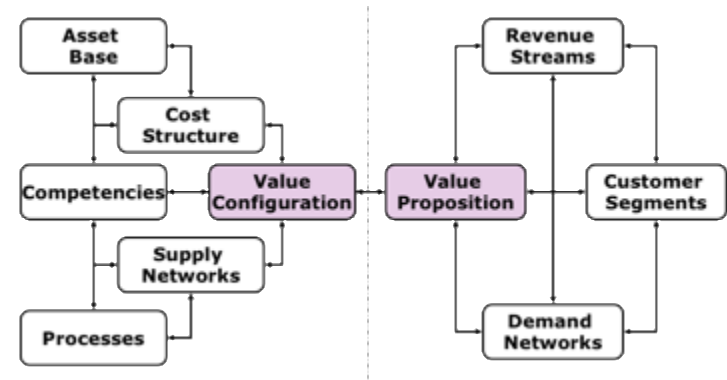 Asset
Base
Cost
Structure
Competencies
Value
Configuration
Supply
Networks
Processes
Revenue
Streams
Value
Proposition
Customer
Segments
Demand
Networks